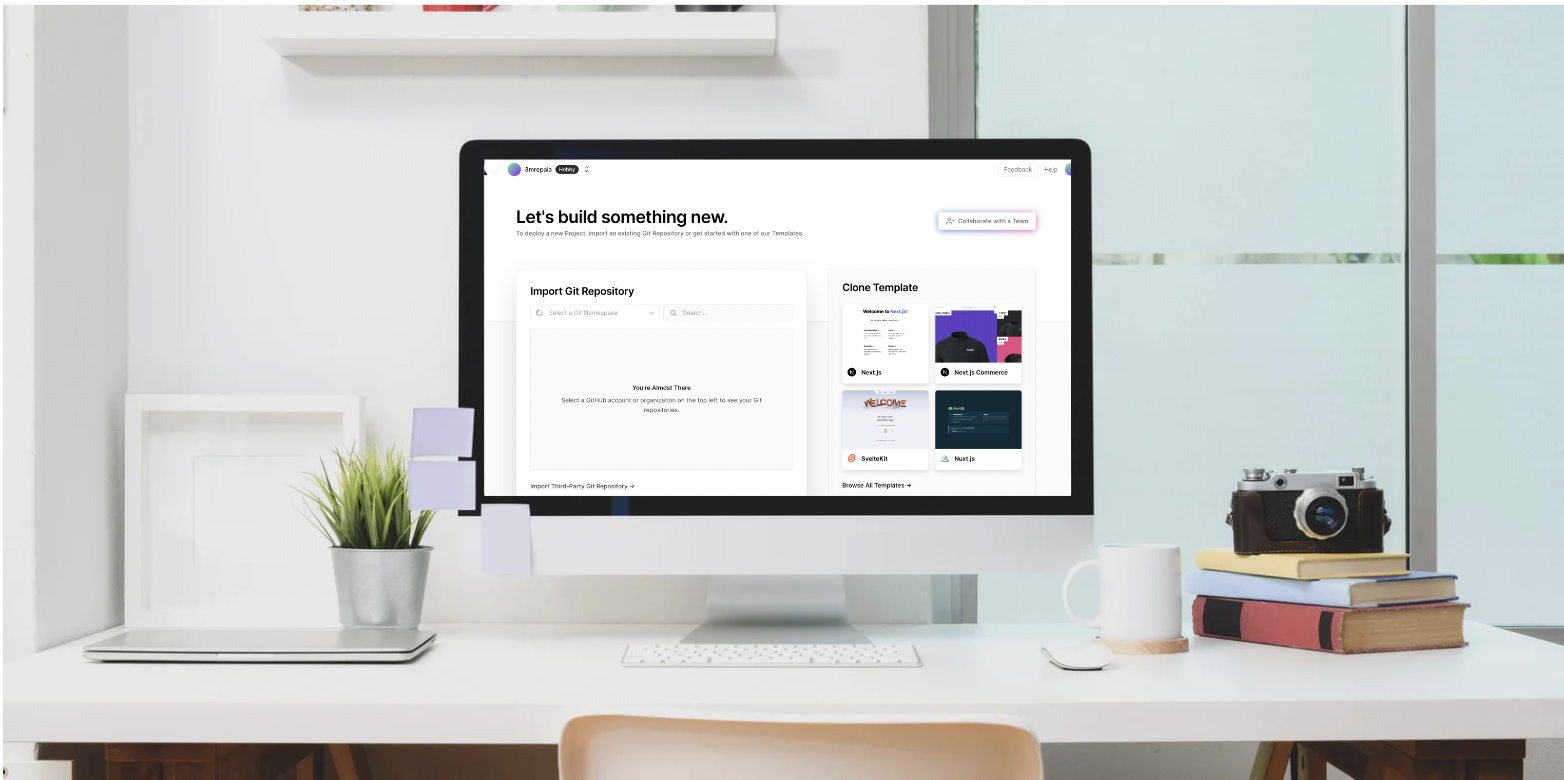 3mrepala Hobby
Feedback Help
Let's build something new.
To deploy a new Project, import an existing Git Repository or get started with one of our Templates.
Collaborate with a Team
Import Git Repository
Select a Git Namespace
Search...
You're Almost There
Select a GitHub account or organization on the top left to see your Git
repositories.
Import Third-Party Git Repository →
Clone Template
Welcome to Next.js!
Next.js
Next.js Commerce
WELCOME
SvelteKit
Nuxt.js
Browse All Templates →